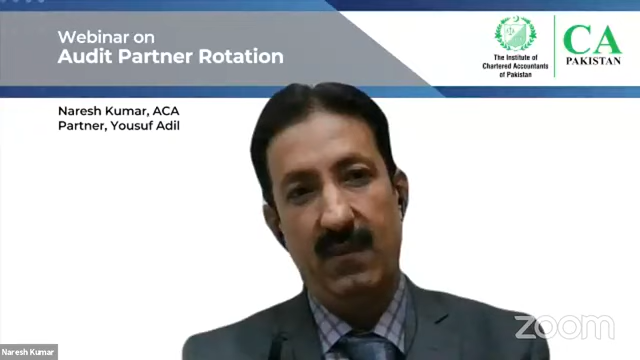 Webinar on
Audit Partner Rotation
The Institute of
Chartered Accountants
of Pakistan
CA
PAKISTAN
Naresh Kumar, ACA
Partner, Yousuf Adil
zoom
Naresh Kumar